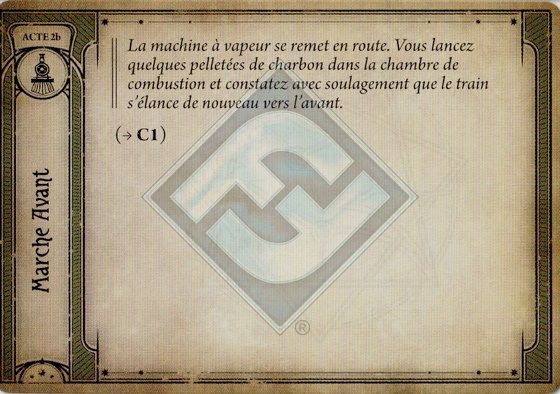 ACTE 2b
La machine à vapeur se remet en route. Vous lancez
quelques pelletées de charbon dans la chambre de
combustion et constatez avec soulagement que le train
s'élance de nouveau vers l'avant.
(→ C1)
Marche Avant
FF
®